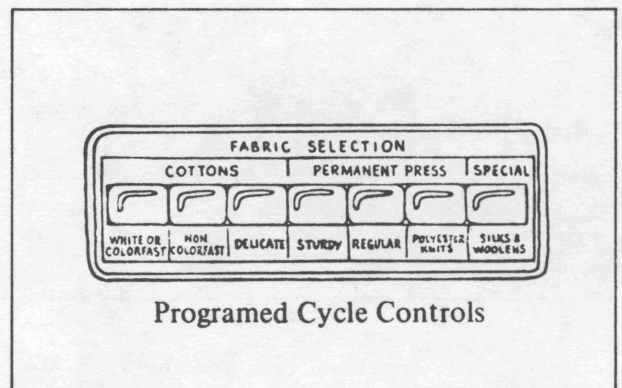 FABRIC SELECTION
COTTONS PERMANENT PRESS SPECIAL
WHITE OR COLORFAST
NON COLORFAST
DELICATE
STURDY
REGULAR
POLYESTER KNITS
SILKS & WOOLENS
Programed Cycle Controls